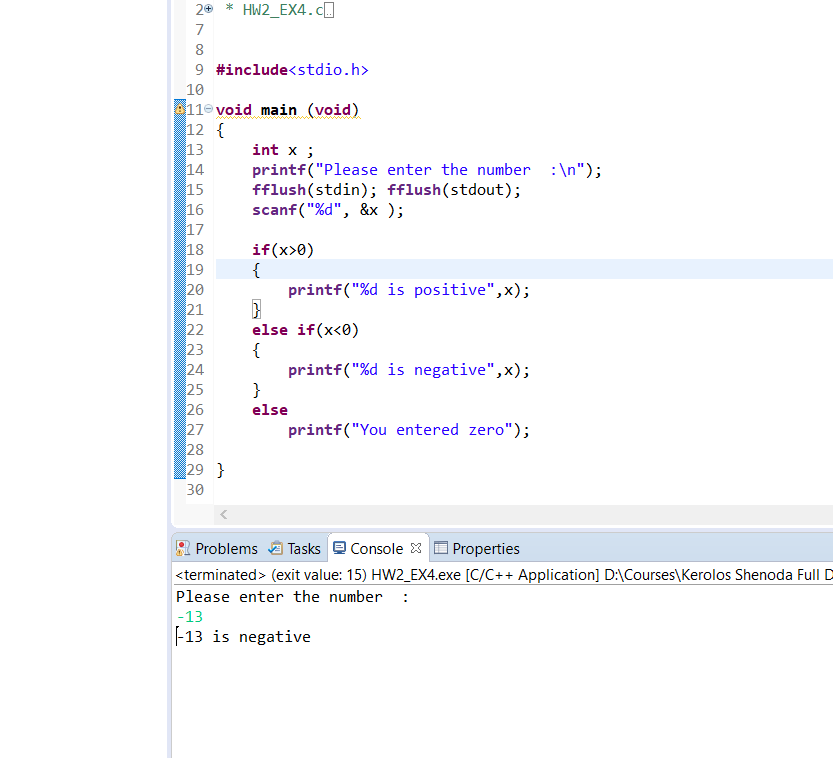 2 * HW2_EX4.c
7
8
9 #include<stdio.h>
10
11 void main (void)
12 {
13     int x ;
14     printf("Please enter the number  :\n");
15     fflush(stdin); fflush(stdout);
16     scanf("%d", &x );
17
18     if(x>0)
19     {
20         printf("%d is positive",x);
21     }
22     else if(x<0)
23     {
24         printf("%d is negative",x);
25     }
26     else
27         printf("You entered zero");
28
29 }
30
Problems Tasks Console Properties
<terminated> (exit value: 15) HW2_EX4.exe [C/C++ Application] D:\Courses\Kerolos Shenoda Full D
Please enter the number  :
-13
-13 is negative